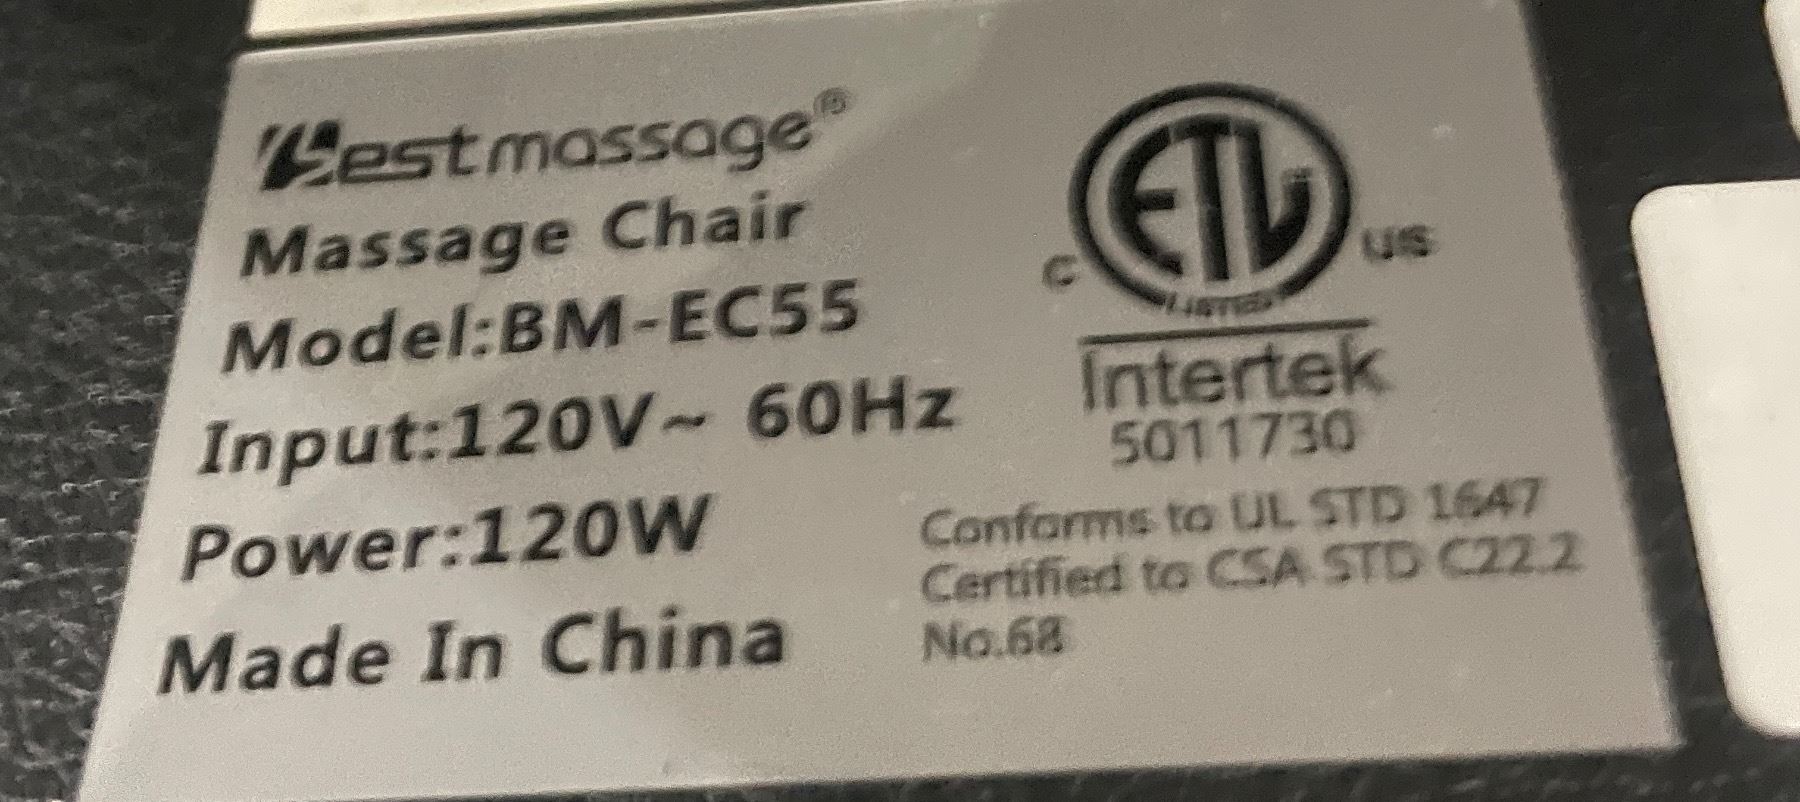 Bestmassage®
Massage Chair
Model:BM-EC55
Input:120V~ 60Hz
Power:120W
Made In China
ETL
C US
LISTED
Intertek
5011730
Conforms to UL STD 1647
Certified to CSA STD C22.2
No.68